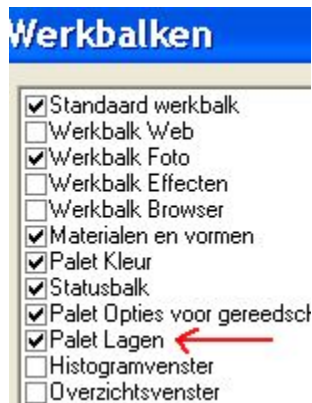 Werkbalken
Standaard werkbalk
Werkbalk Web
Werkbalk Foto
Werkbalk Effecten
Werkbalk Browser
Materialen en vormen
Palet Kleur
Statusbalk
Palet Opties voor gereedsch
Palet Lagen
Histogramvenster
Overzichtsvenster